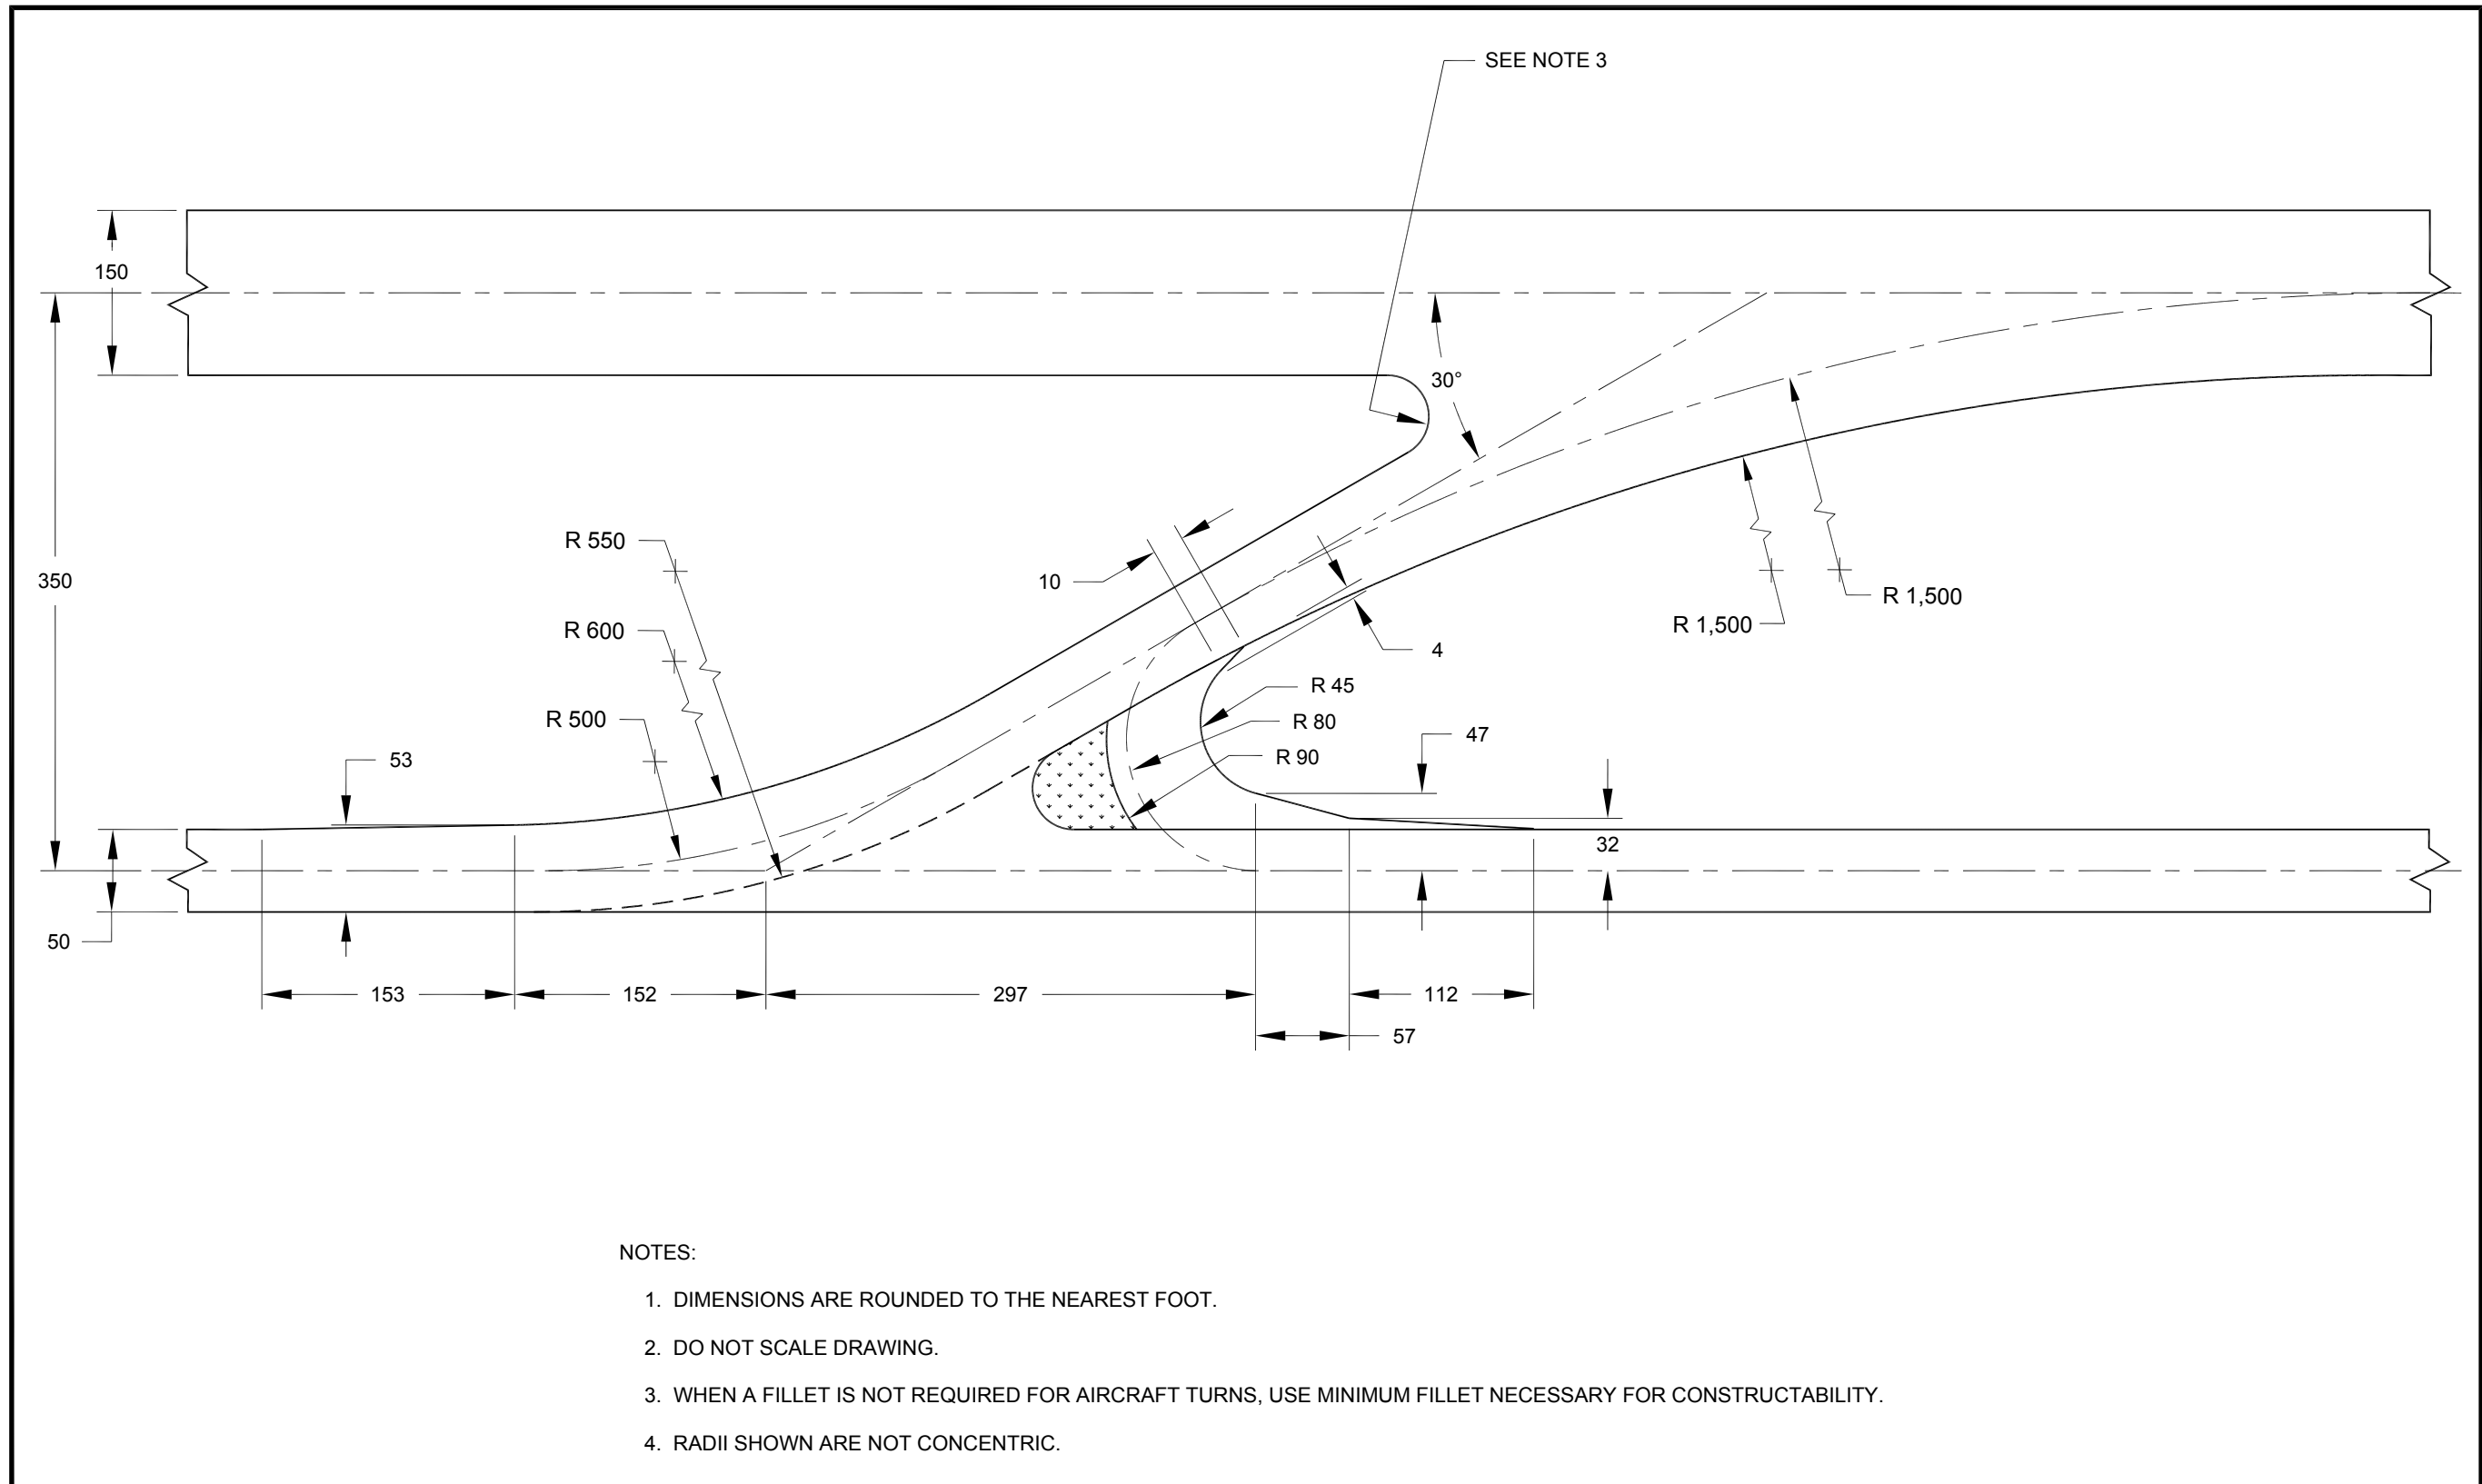 SEE NOTE 3
150
30°
R 550
10
350
R 1,500
R 600
R 1,500
4
R 45
R 500
R 80
47
53
R 90
32
50
153
152
297
112
57
NOTES:
1. DIMENSIONS ARE ROUNDED TO THE NEAREST FOOT.
2. DO NOT SCALE DRAWING.
3. WHEN A FILLET IS NOT REQUIRED FOR AIRCRAFT TURNS, USE MINIMUM FILLET NECESSARY FOR CONSTRUCTABILITY.
4. RADII SHOWN ARE NOT CONCENTRIC.